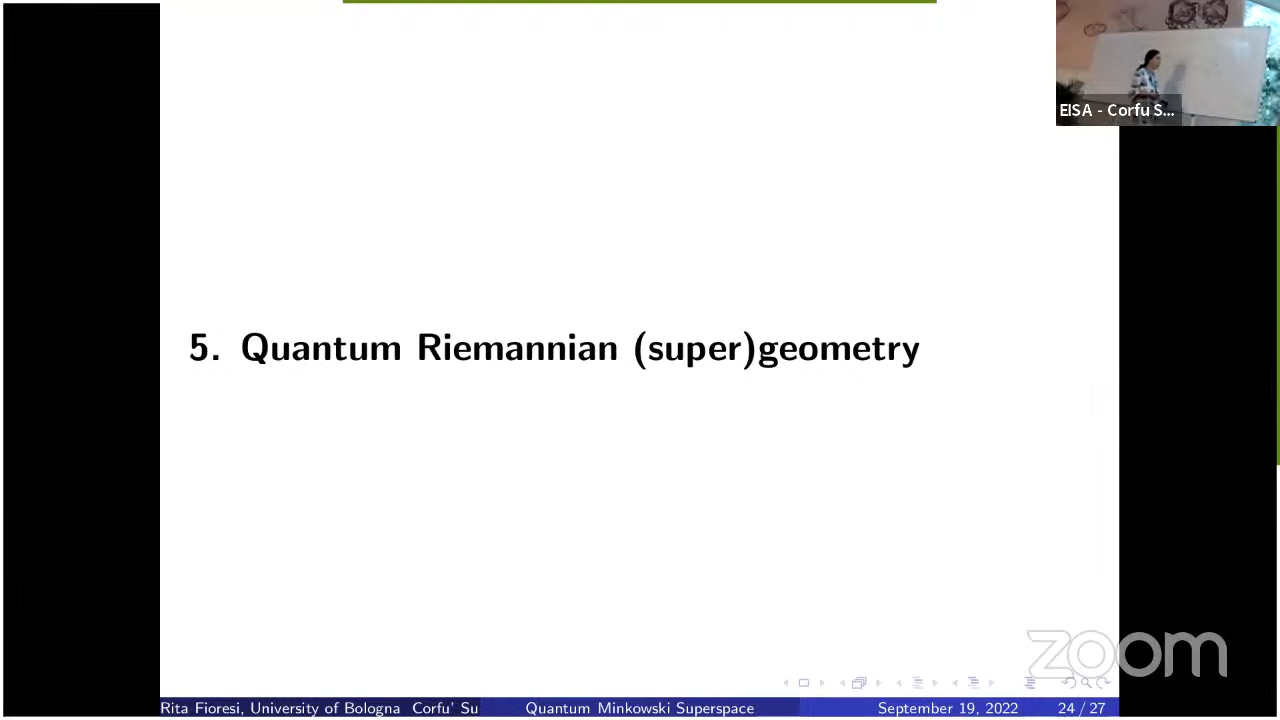 EISA - Corfu S...
5. Quantum Riemannian (super)geometry
zoom
Rita Fioresi, University of Bologna Corfu' Su Quantum Minkowski Superspace September 19, 2022 24 / 27